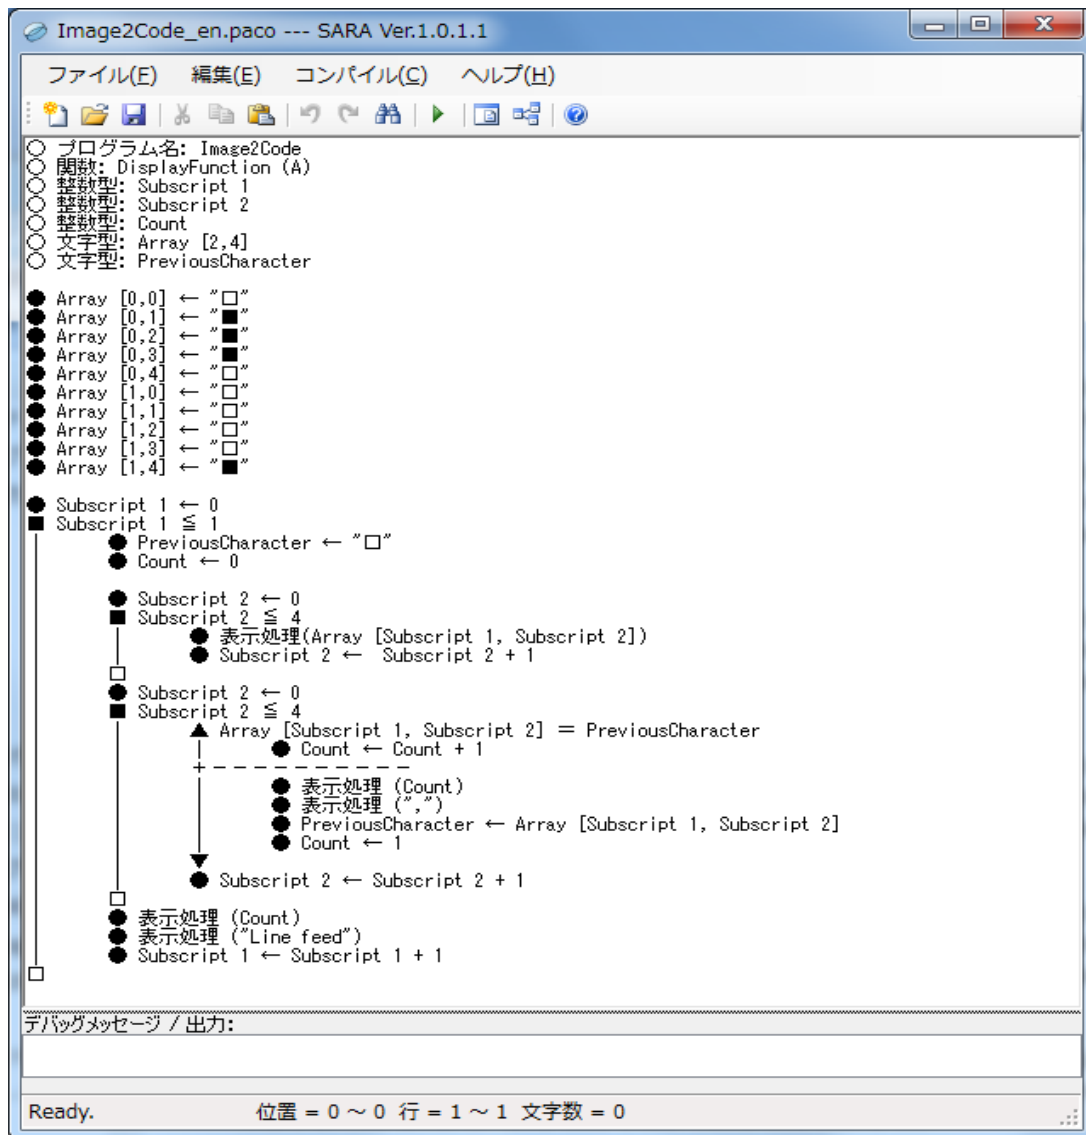 Image2Code_en.paco --- SARA Ver.1.0.1.1
ファイル(F) 編集(E) コンパイル(C) ヘルプ(H)
○ プログラム名: Image2Code
○ 関数: DisplayFunction (A)
○ 整数型: Subscript 1
○ 整数型: Subscript 2
○ 整数型: Count
○ 文字型: Array [2,4]
○ 文字型: PreviousCharacter
● Array [0,0] ← "□"
● Array [0,1] ← "■"
● Array [0,2] ← "■"
● Array [0,3] ← "■"
● Array [0,4] ← "□"
● Array [1,0] ← "□"
● Array [1,1] ← "□"
● Array [1,2] ← "□"
● Array [1,3] ← "□"
● Array [1,4] ← "■"
● Subscript 1 ← 0
■ Subscript 1 ≦ 1
● PreviousCharacter ← "□"
● Count ← 0
● Subscript 2 ← 0
■ Subscript 2 ≦ 4
● 表示処理(Array [Subscript 1, Subscript 2])
● Subscript 2 ← Subscript 2 + 1
□
● Subscript 2 ← 0
■ Subscript 2 ≦ 4
▲ Array [Subscript 1, Subscript 2] = PreviousCharacter
● Count ← Count + 1
+ - - - - - - - - - - -
● 表示処理 (Count)
● 表示処理 (",")
● PreviousCharacter ← Array [Subscript 1, Subscript 2]
● Count ← 1
▼
● Subscript 2 ← Subscript 2 + 1
□
● 表示処理 (Count)
● 表示処理 ("Line feed")
● Subscript 1 ← Subscript 1 + 1
□
デバッグメッセージ / 出力:
Ready. 位置 = 0 ～ 0 行 = 1 ～ 1 文字数 = 0